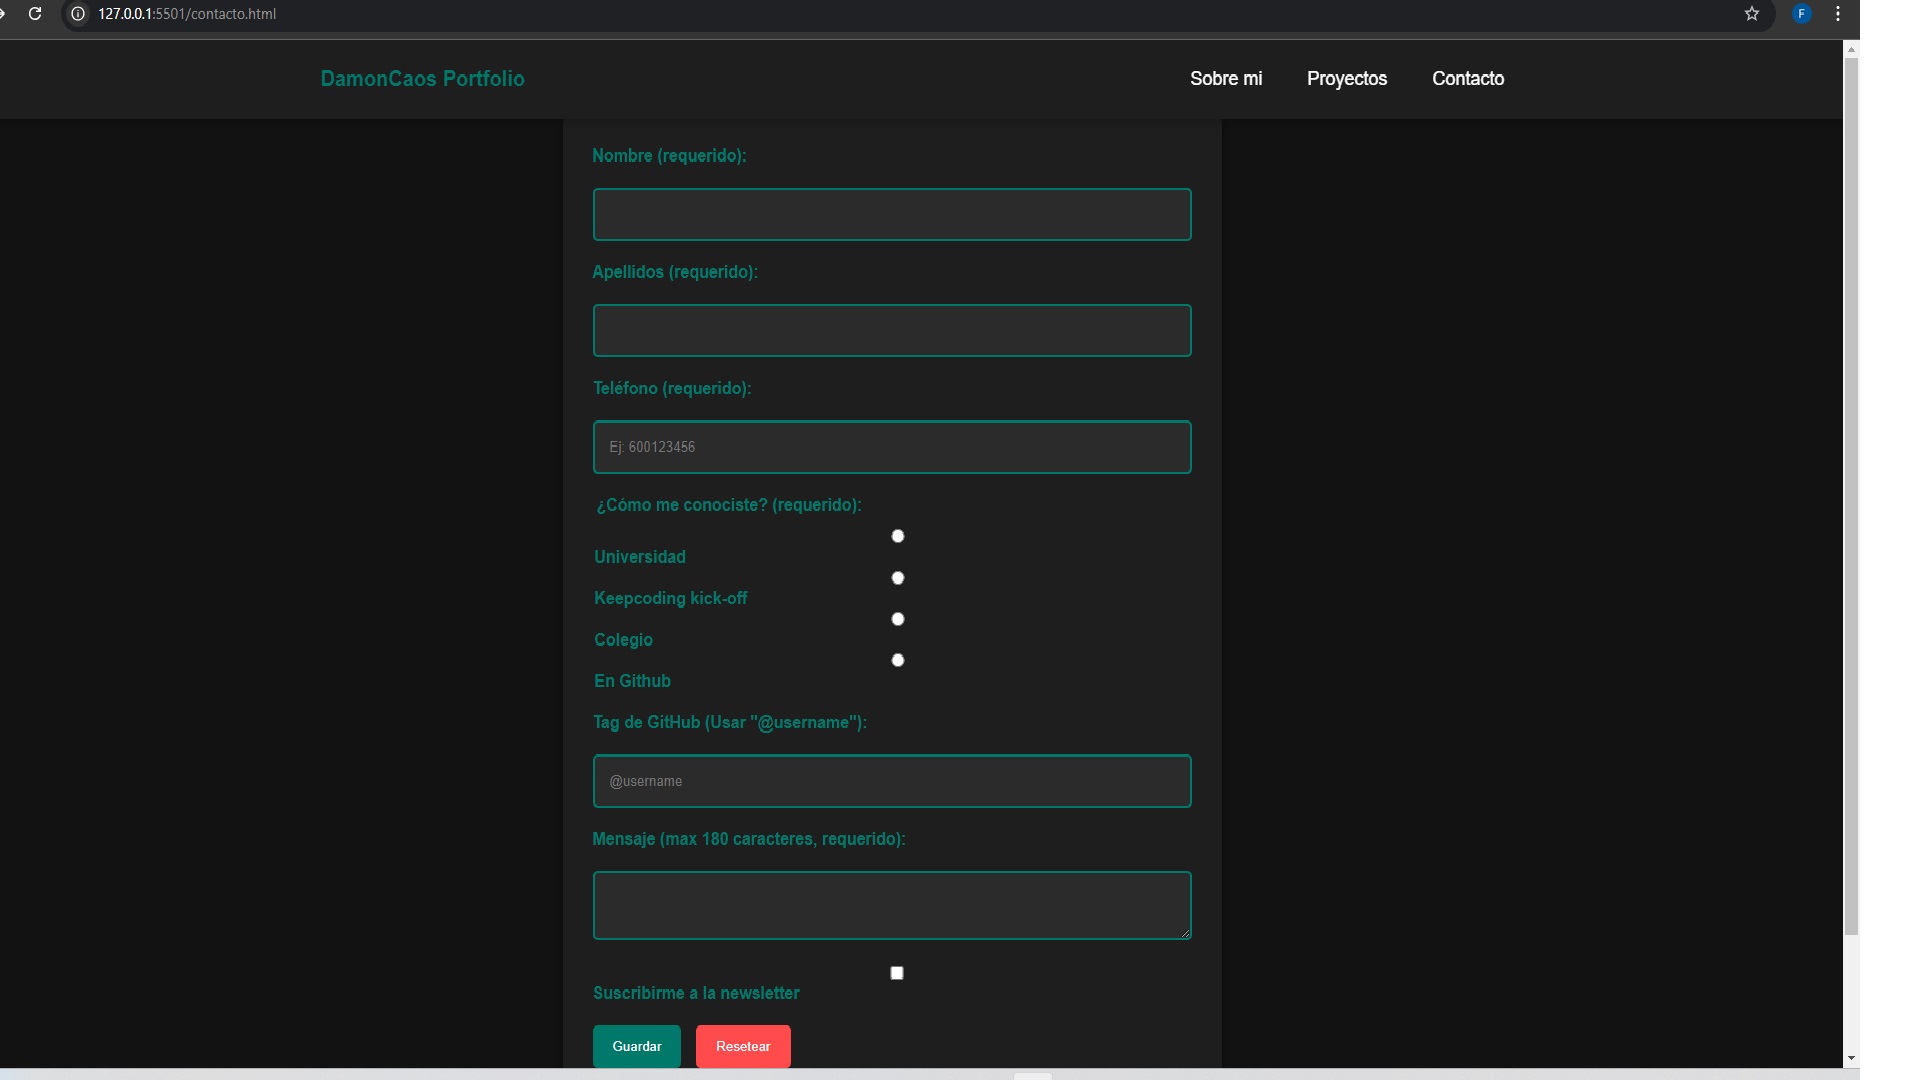 127.0.0.1:5501/contacto.html
F
DamonCaos Portfolio
Sobre mi
Proyectos
Contacto
Nombre (requerido):
Apellidos (requerido):
Teléfono (requerido):
Ej: 600123456
¿Cómo me conociste? (requerido):
Universidad
Keepcoding kick-off
Colegio
En Github
Tag de GitHub (Usar "@username"):
@username
Mensaje (max 180 caracteres, requerido):
Suscribirme a la newsletter
Guardar
Resetear